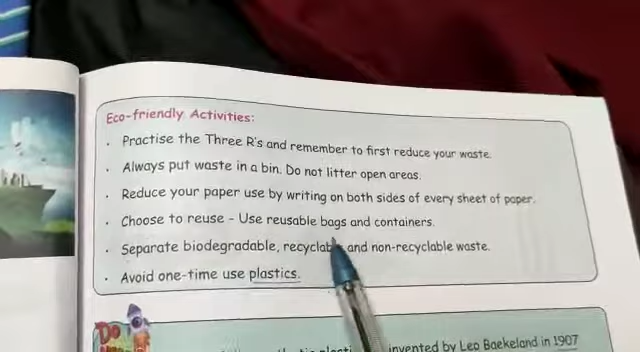 Eco-friendly Activities:
• Practise the Three R's and remember to first reduce your waste.
• Always put waste in a bin. Do not litter open areas.
• Reduce your paper use by writing on both sides of every sheet of paper.
• Choose to reuse - Use reusable bags and containers.
• Separate biodegradable, and non-recyclable waste.
• Avoid one-time use plastics.
Do
invented by Leo Baekeland in 1907